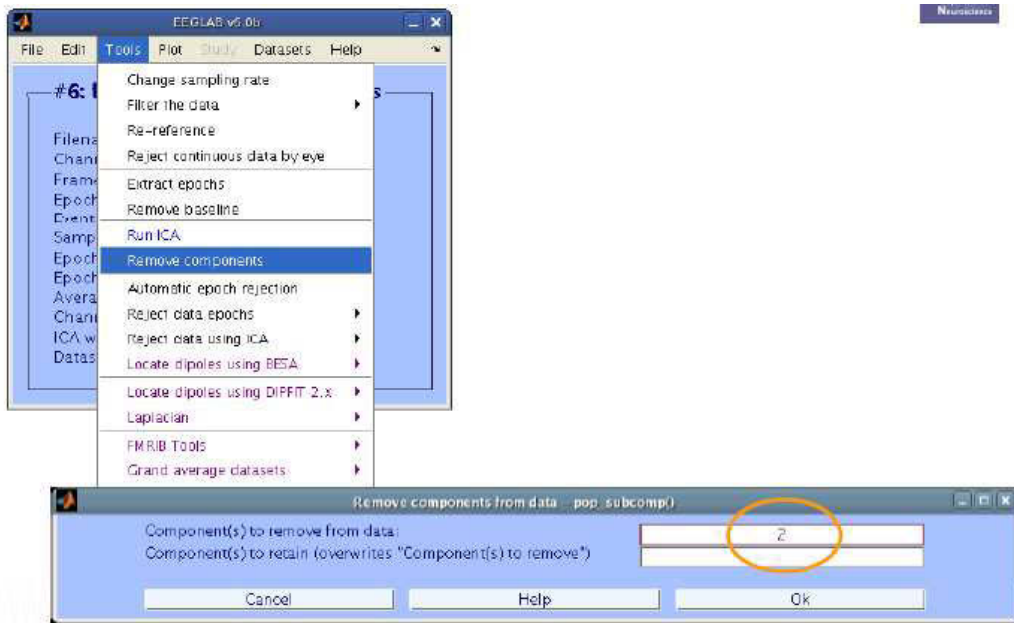 Neuroscience
EEGLAB v6.0b
File Edit Tools Plot Study Datasets Help
#6:
Change sampling rate
Filter the data
Re-reference
Reject continuous data by eye
Extract epochs
Remove baseline
Run ICA
Remove components
Automatic epoch rejection
Reject data epochs
Reject data using ICA
Locate dipoles using BESA
Locate dipoles using DIPFIT 2.x
Laplacian
FMRIB Tools
Grand average datasets
Filena
Chann
Frame
Epoch
Event
Samp
Epoch
Epoch
Avera
Chann
ICA w
Datas
s
Remove components from data -- pop_subcomp()
Component(s) to remove from data: 2
Component(s) to retain (overwrites "Component(s) to remove")
Cancel Help Ok